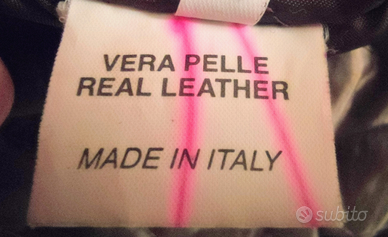 VERA PELLE
REAL LEATHER
MADE IN ITALY
subito